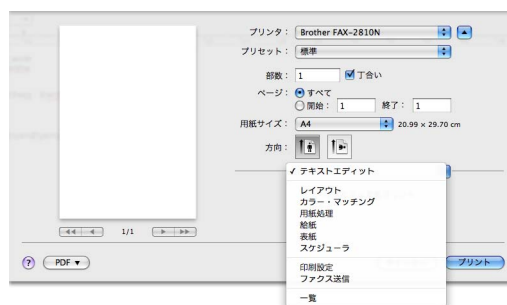 プリンタ： Brother FAX-2810N
プリセット： 標準
部数： 1 丁合い
ページ： すべて
開始： 1 終了： 1
用紙サイズ： A4 20.99 × 29.70 cm
方向：
✓ テキストエディット
レイアウト
カラー・マッチング
用紙処理
給紙
表紙
スケジューラ
印刷設定
ファクス送信
一覧
1/1
? PDF ▼
プリント